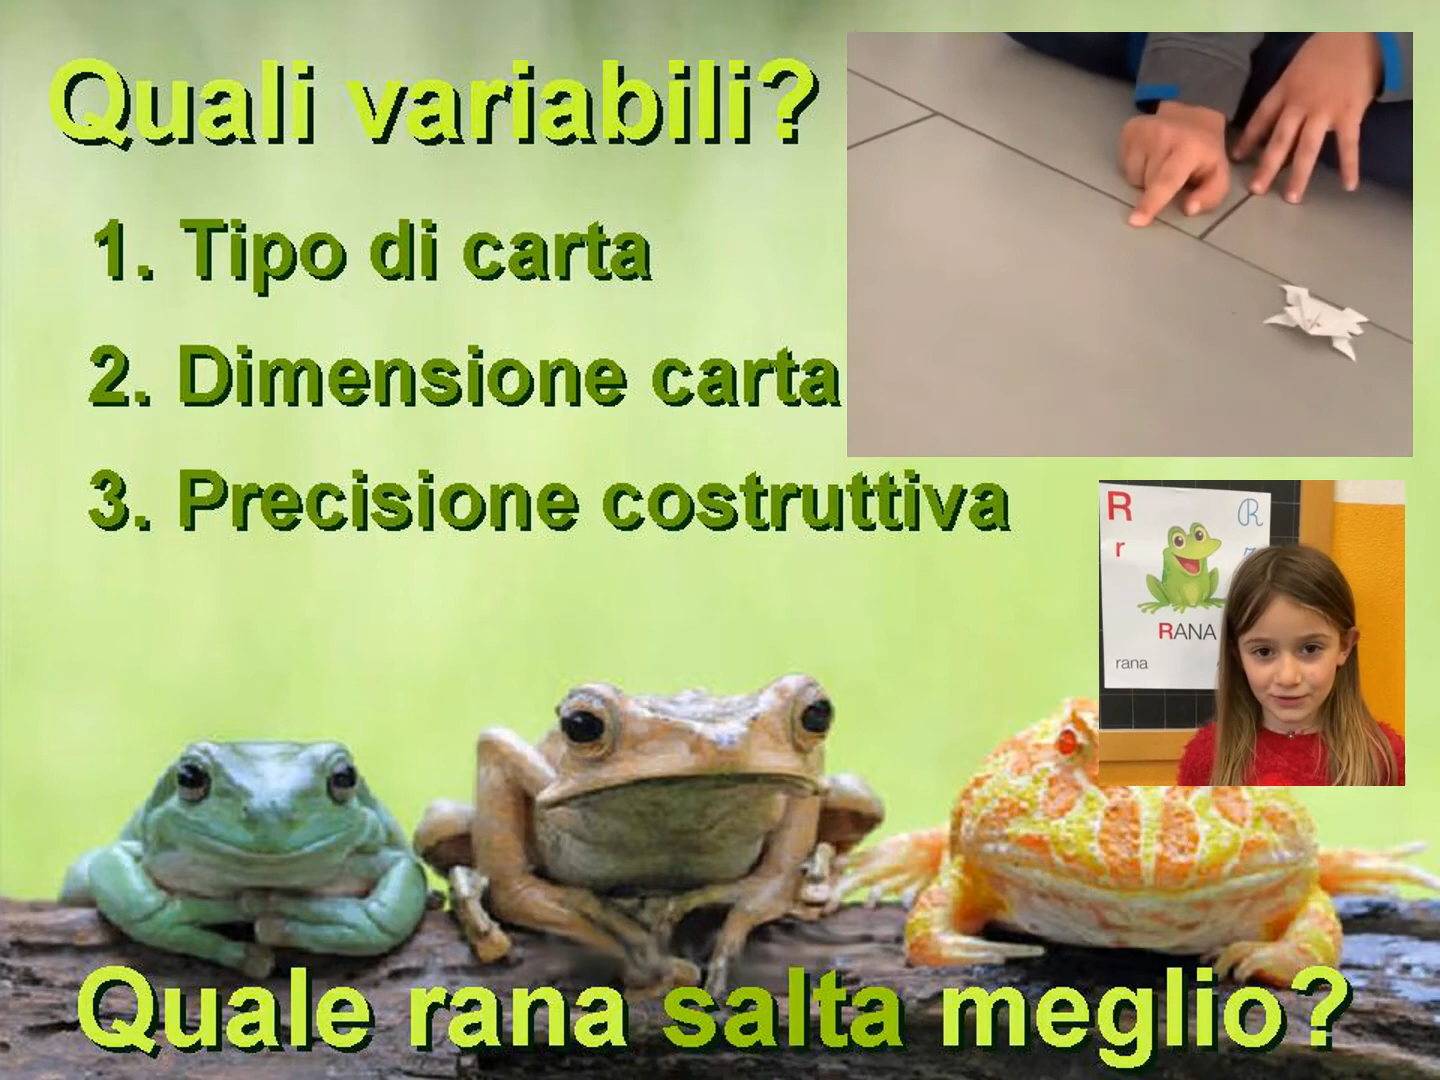 Quali variabili?
1. Tipo di carta
2. Dimensione carta
3. Precisione costruttiva
R R
r
RANA
rana
Quale rana salta meglio?